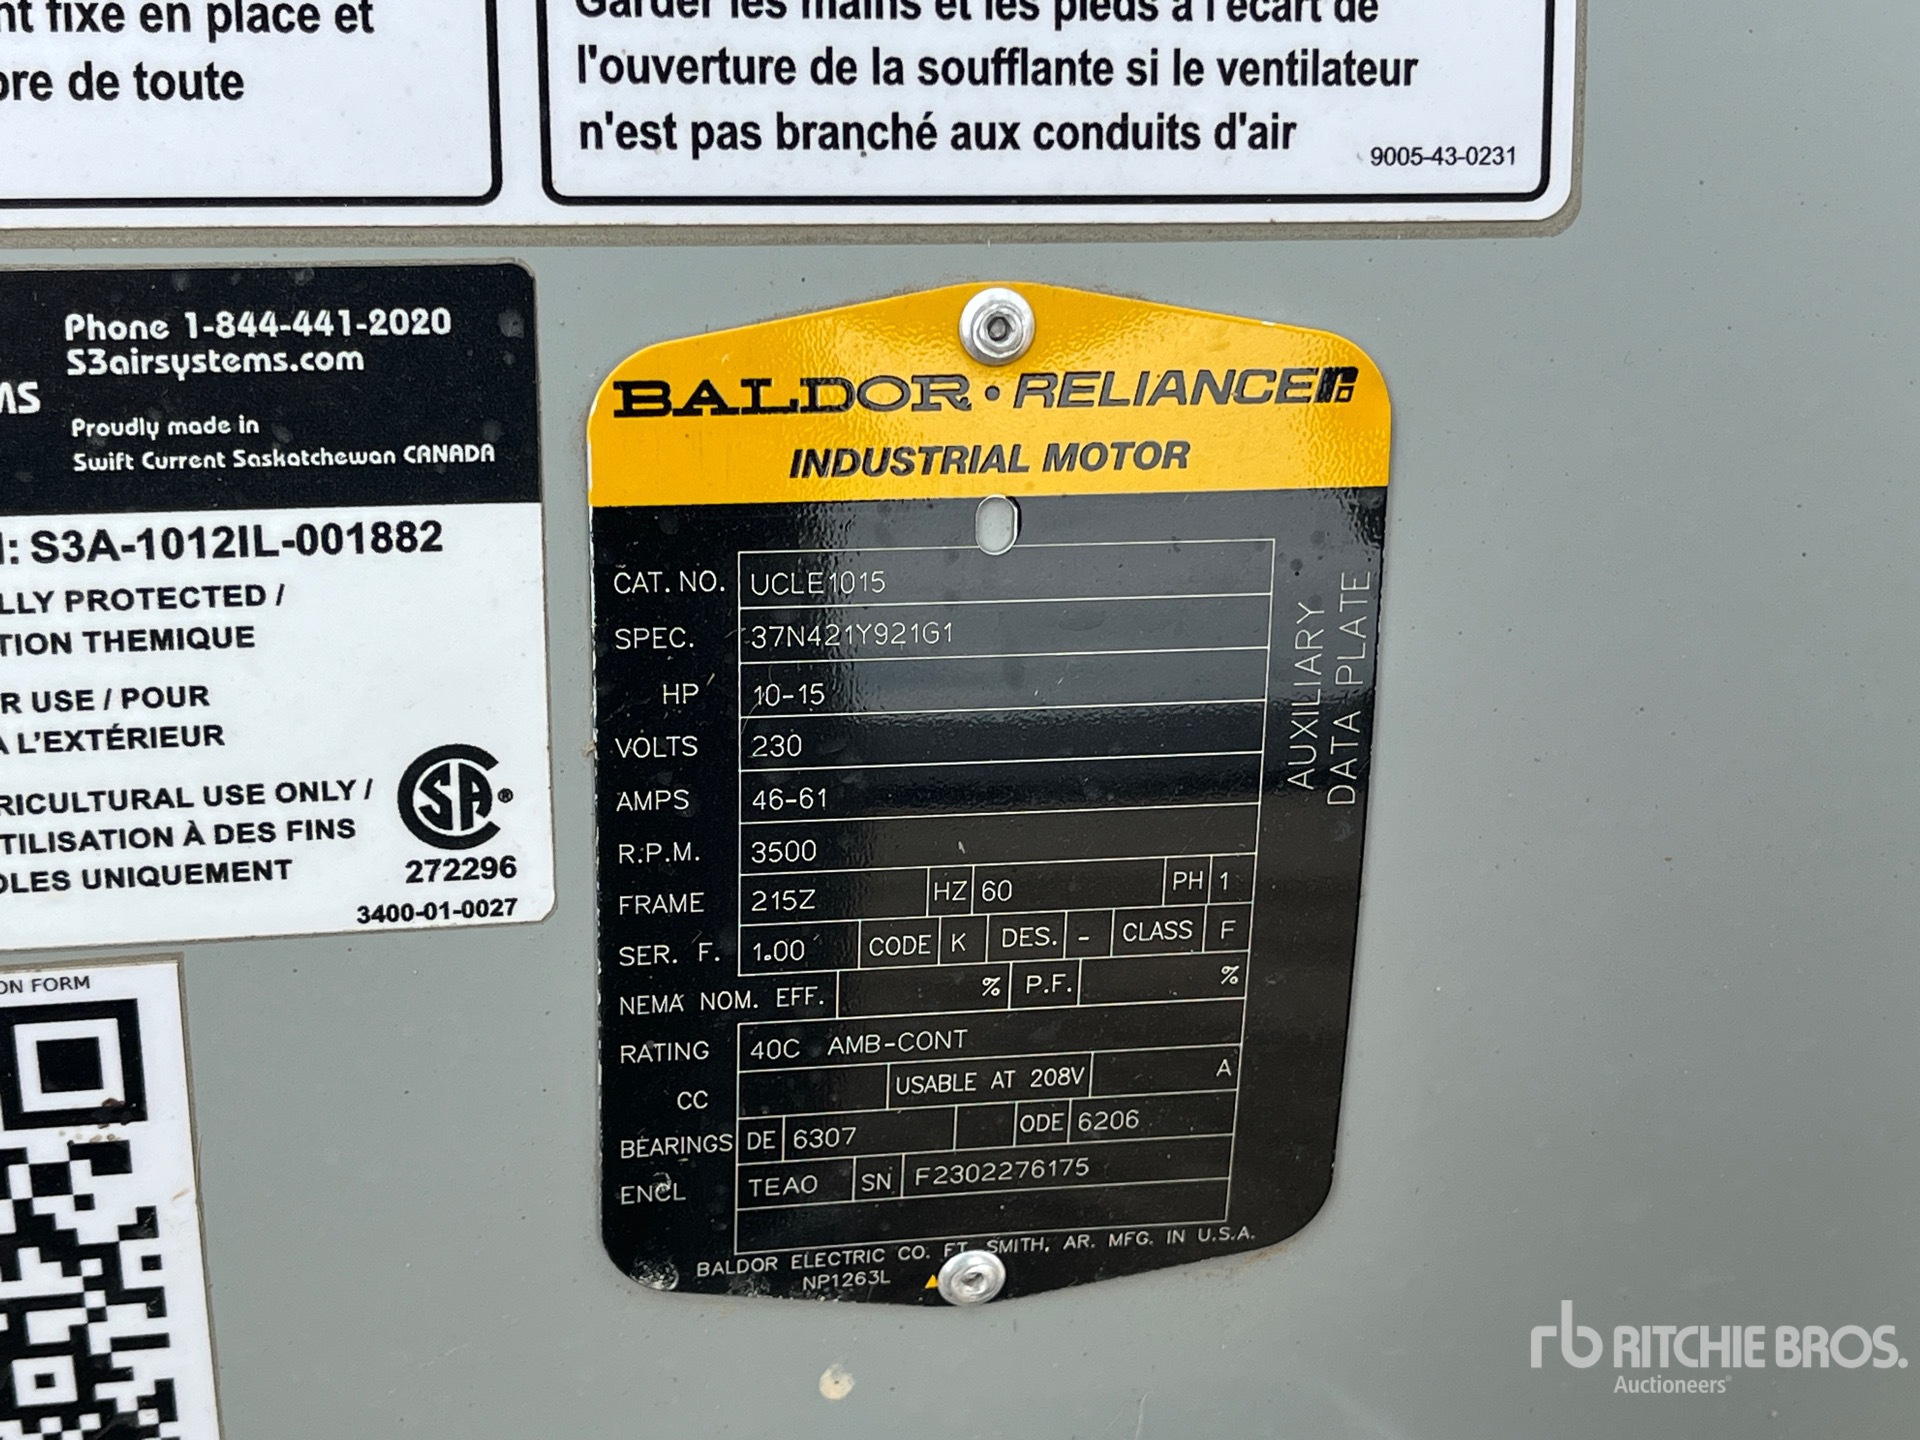 nt fixe en place et
bre de toute
Garder les mains et les pieds à l'écart de
l'ouverture de la soufflante si le ventilateur
n'est pas branché aux conduits d'air
9005-43-0231
Phone 1-844-441-2020
S3airsystems.com
MS
Proudly made in
Swift Current Saskatchewan CANADA
: S3A-1012IL-001882
LLY PROTECTED /
TION THEMIQUE
R USE / POUR
À L'EXTÉRIEUR
RICULTURAL USE ONLY /
TILISATION À DES FINS
OLES UNIQUEMENT
SA ®
272296
3400-01-0027
ON FORM
BALDOR • RELIANCE
INDUSTRIAL MOTOR
CAT. NO. UCLE1015
SPEC. 37N421Y921G1
HP 10-15
VOLTS 230
AMPS 46-61
R.P.M. 3500
FRAME 215Z HZ 60 PH 1
SER. F. 1.00 CODE K DES. - CLASS F
NEMA NOM. EFF. % P.F. %
RATING 40C AMB-CONT
CC USABLE AT 208V A
BEARINGS DE 6307 ODE 6206
ENCL TEAO SN F2302276175
BALDOR ELECTRIC CO. FT. SMITH, AR. MFG. IN U.S.A.
NP1263L
AUXILIARY
DATA PLATE
rb RITCHIE BROS.
Auctioneers